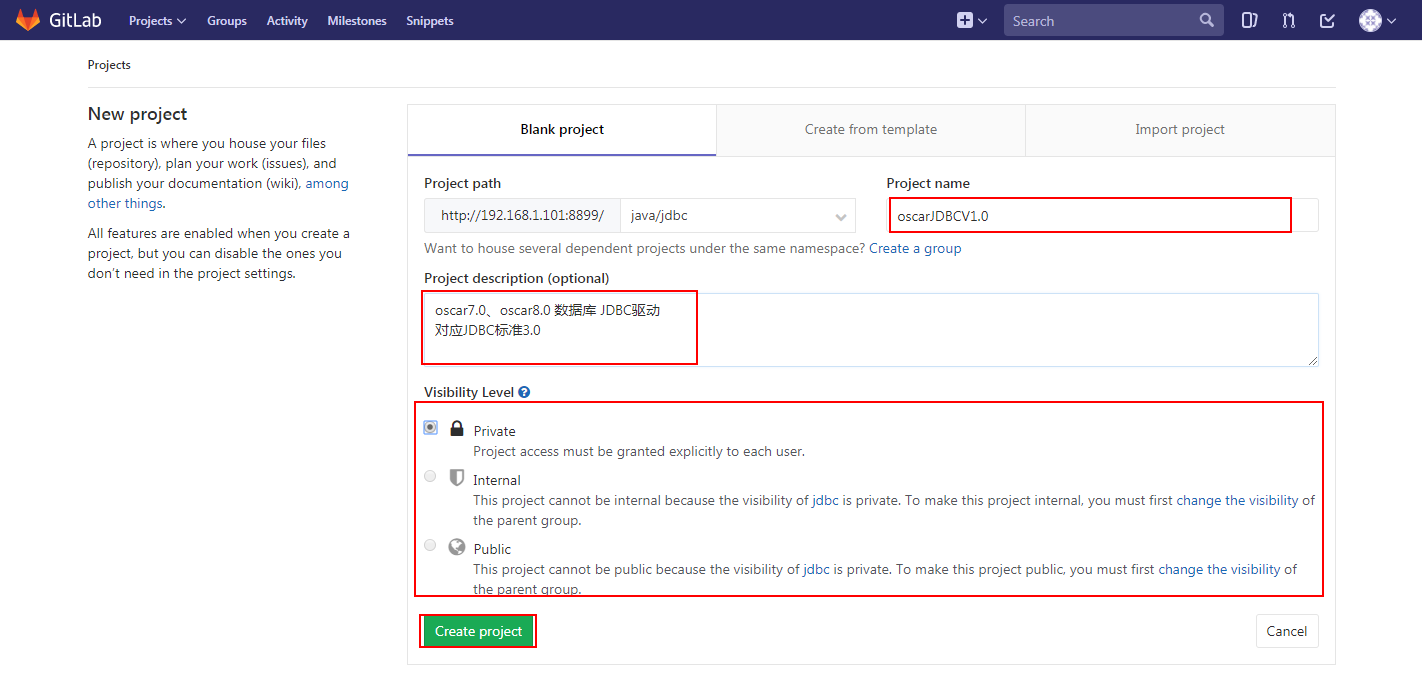 GitLab Projects Groups Activity Milestones Snippets Search
Projects
New project
A project is where you house your files
(repository), plan your work (issues), and
publish your documentation (wiki), among
other things.
All features are enabled when you create a
project, but you can disable the ones you
don't need in the project settings.
Blank project Create from template Import project
Project path Project name
http://192.168.1.101:8899/ java/jdbc oscarJDBCV1.0
Want to house several dependent projects under the same namespace? Create a group
Project description (optional)
oscar7.0、oscar8.0 数据库 JDBC驱动
对应JDBC标准3.0
Visibility Level ?
Private
Project access must be granted explicitly to each user.
Internal
This project cannot be internal because the visibility of jdbc is private. To make this project internal, you must first change the visibility of
the parent group.
Public
This project cannot be public because the visibility of jdbc is private. To make this project public, you must first change the visibility of
the parent group.
Create project Cancel